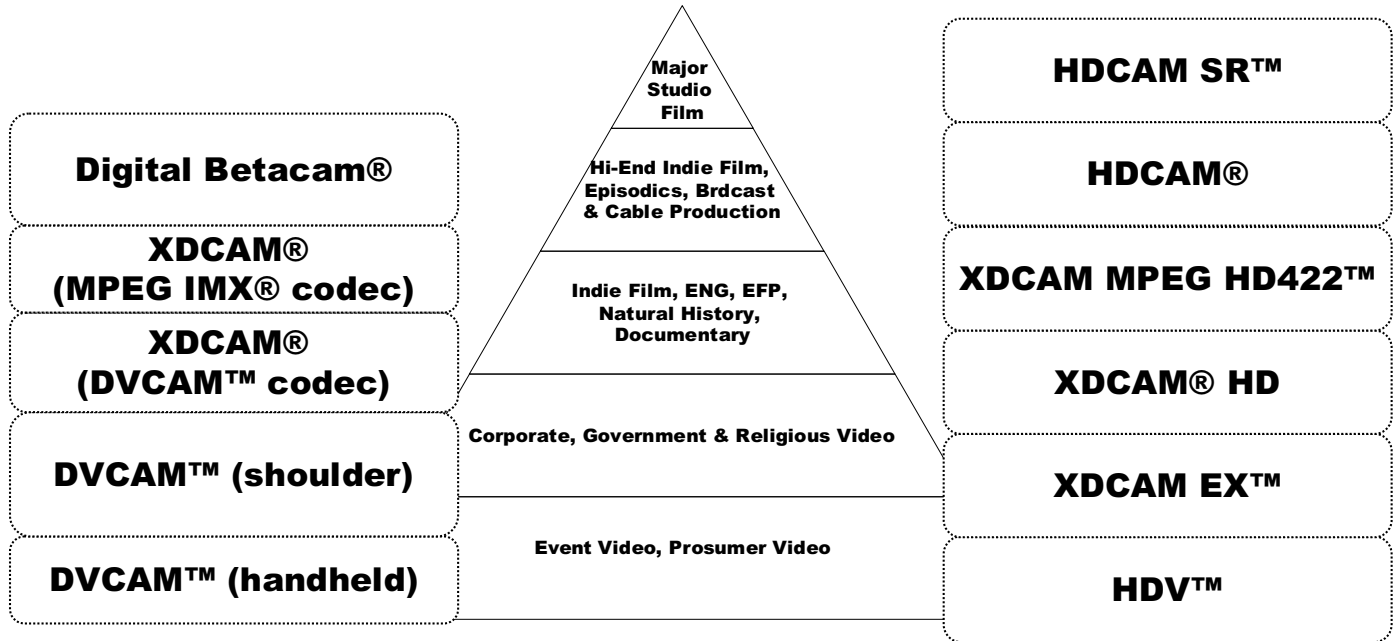 Digital Betacam®
XDCAM®
(MPEG IMX® codec)
XDCAM®
(DVCAM™ codec)
DVCAM™ (shoulder)
DVCAM™ (handheld)
Major
Studio
Film
Hi-End Indie Film,
Episodics, Brdcast
& Cable Production
Indie Film, ENG, EFP,
Natural History,
Documentary
Corporate, Government & Religious Video
Event Video, Prosumer Video
HDCAM SR™
HDCAM®
XDCAM MPEG HD422™
XDCAM® HD
XDCAM EX™
HDV™